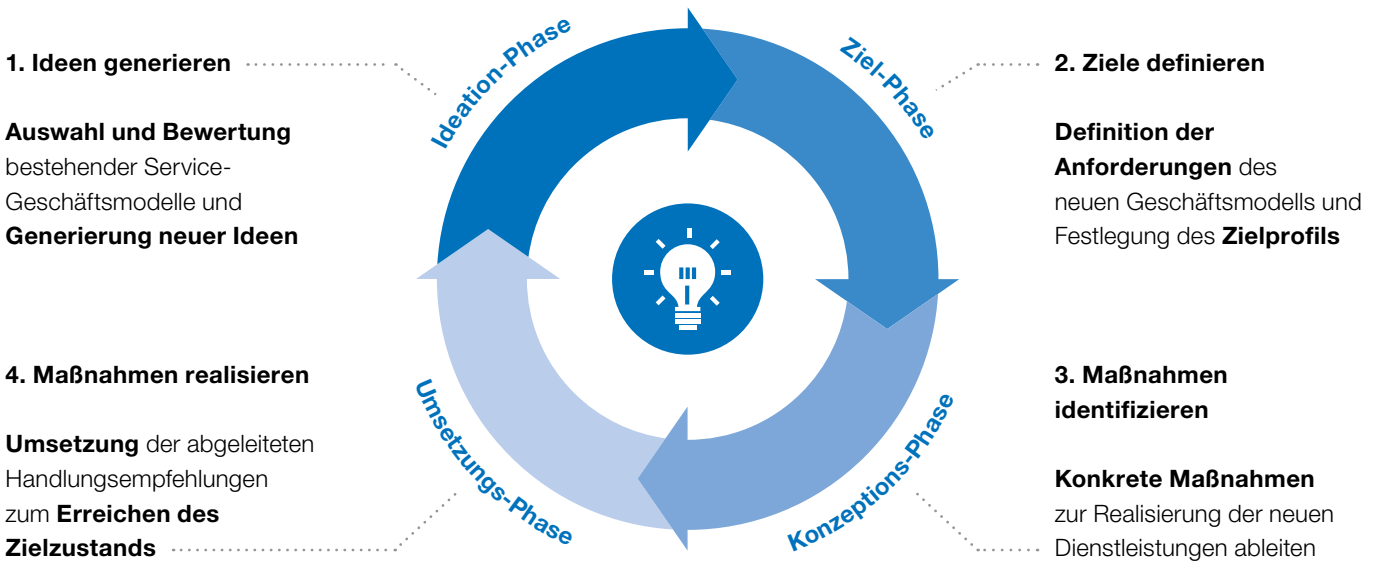 Ideation-Phase
1. Ideen generieren
Auswahl und Bewertung
bestehender Service-
Geschäftsmodelle und
Generierung neuer Ideen
Ziel-Phase
2. Ziele definieren
Definition der
Anforderungen des
neuen Geschäftsmodells und
Festlegung des Zielprofils
Konzeptions-Phase
3. Maßnahmen
identifizieren
Konkrete Maßnahmen
zur Realisierung der neuen
Dienstleistungen ableiten
Umsetzungs-Phase
4. Maßnahmen realisieren
Umsetzung der abgeleiteten
Handlungsempfehlungen
zum Erreichen des
Zielzustands